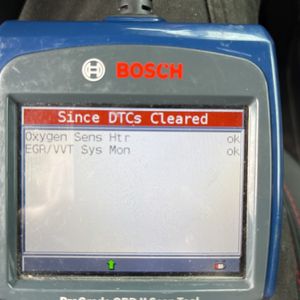 BOSCH
Since DTCs Cleared
Oxygen Sens Htr ok
EGR/VVT Sys Mon ok